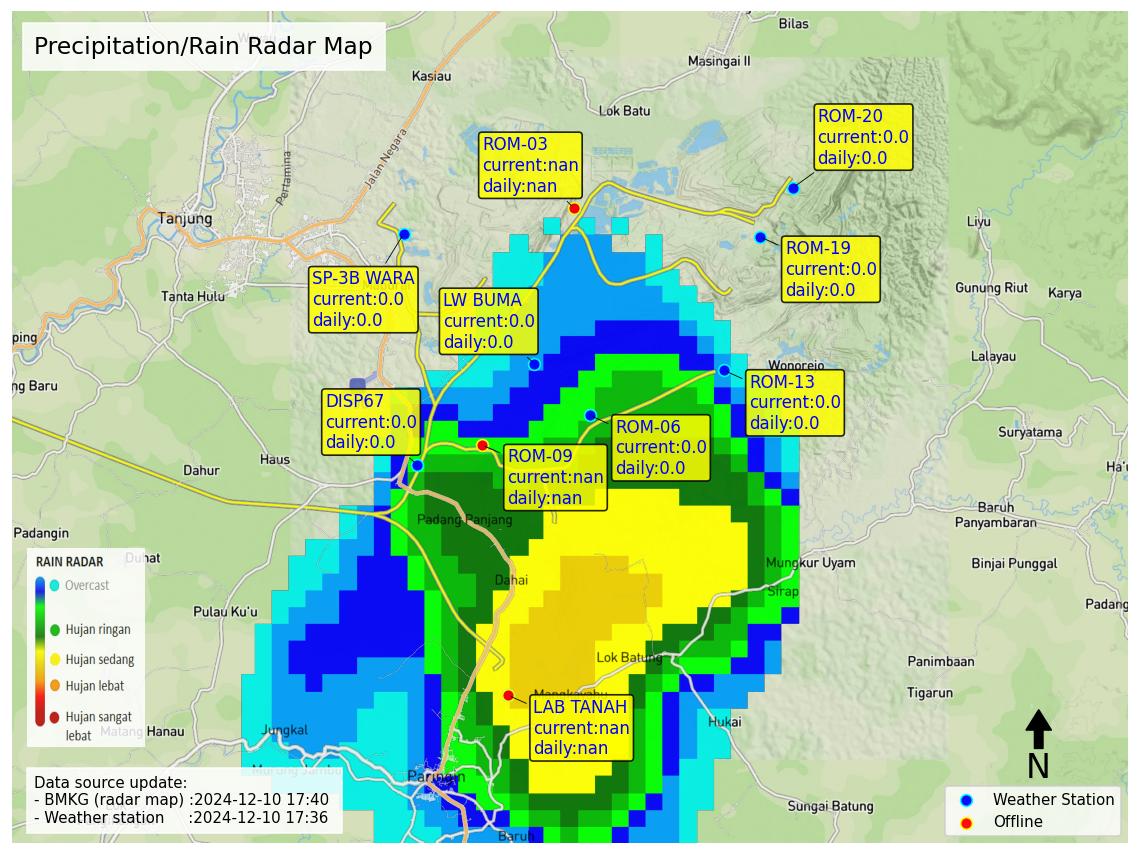 Precipitation/Rain Radar Map
Bilas
Masingai II
Kasiau
Lok Batu
Jalan Negara
Pertamina
Tanjung
ROM-03
current:nan
daily:nan
ROM-20
current:0.0
daily:0.0
ROM-19
current:0.0
daily:0.0
Liyu
SP-3B WARA
current:0.0
daily:0.0
LW BUMA
current:0.0
daily:0.0
Tanta Hulu
Gunung Riut
Karya
ping
Lalayau
ng Baru
Wonorejo
ROM-13
current:0.0
daily:0.0
DISP67
current:0.0
daily:0.0
ROM-06
current:0.0
daily:0.0
ROM-09
current:nan
daily:nan
Suryatama
Haus
Dahur
Ha'u
Baruh
Panyambaran
Padang Panjang
Padangin
Duhat
Mungkur Uyam
Binjai Punggal
Dahai
Sirap
Pulau Ku'u
Padang
RAIN RADAR
Overcast
Hujan ringan
Hujan sedang
Hujan lebat
Hujan sangat
lebat
Lok Batung
Panimbaan
Tigarun
LAB TANAH
current:nan
daily:nan
Hukai
Matang Hanau
Jungkal
Murung Jambu
Paringin
Sungai Batung
Baruh
N
Data source update:
- BMKG (radar map) :2024-12-10 17:40
- Weather station :2024-12-10 17:36
Weather Station
Offline